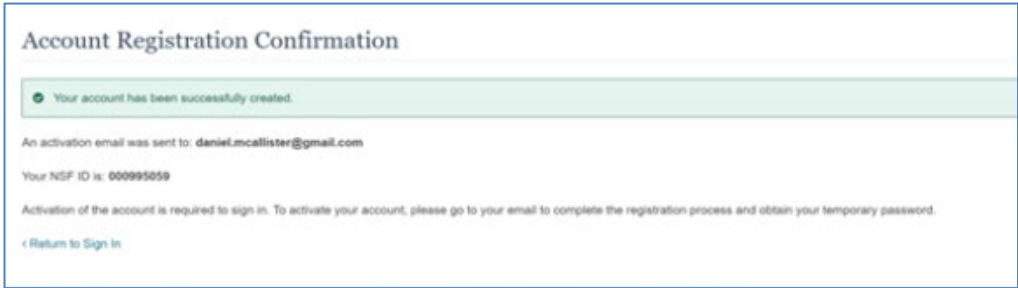 Account Registration Confirmation
Your account has been successfully created.
An activation email was sent to: daniel.mcallister@gmail.com
Your NSF ID is: 000995059
Activation of the account is required to sign in. To activate your account, please go to your email to complete the registration process and obtain your temporary password.
‹ Return to Sign In